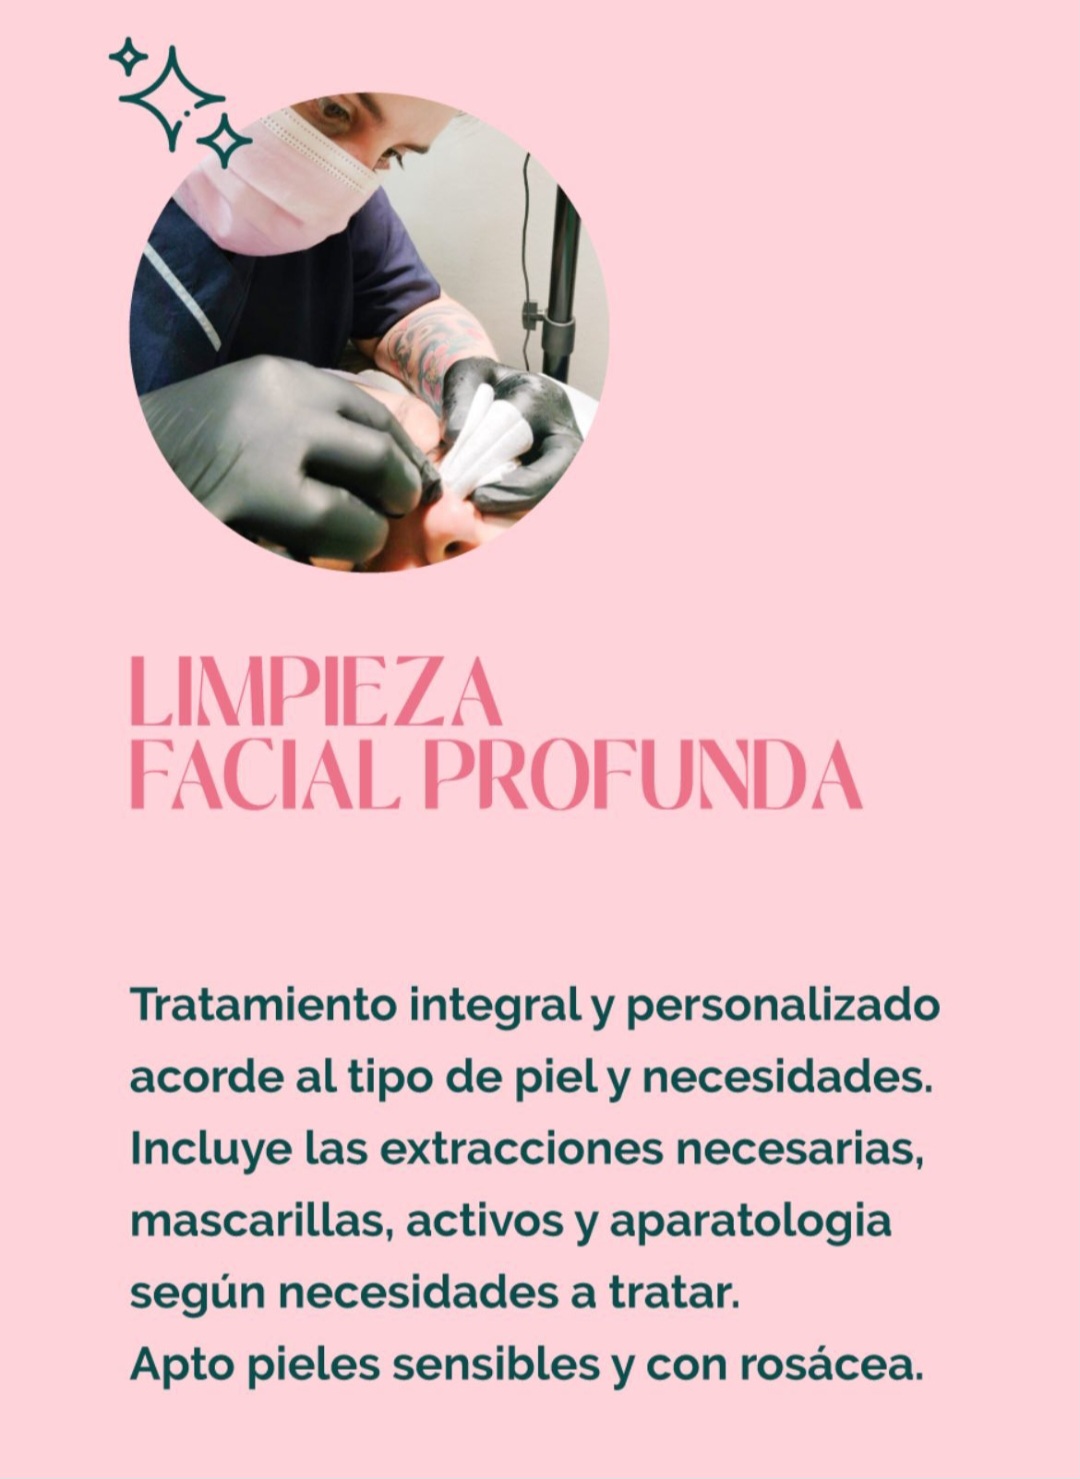 LIMPIEZA
FACIAL PROFUNDA
Tratamiento integral y personalizado
acorde al tipo de piel y necesidades.
Incluye las extracciones necesarias,
mascarillas, activos y aparatologia
según necesidades a tratar.
Apto pieles sensibles y con rosácea.